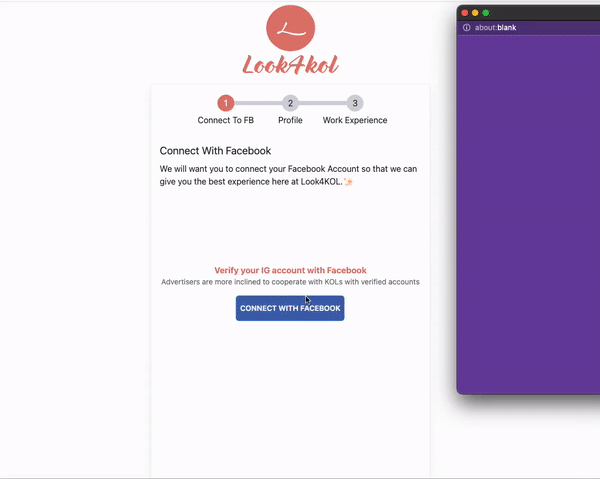 Look4kol
1 2 3
Connect To FB Profile Work Experience
Connect With Facebook
We will want you to connect your Facebook Account so that we can
give you the best experience here at Look4KOL.✨
Verify your IG account with Facebook
Advertisers are more inclined to cooperate with KOLs with verified accounts
CONNECT WITH FACEBOOK
about:blank